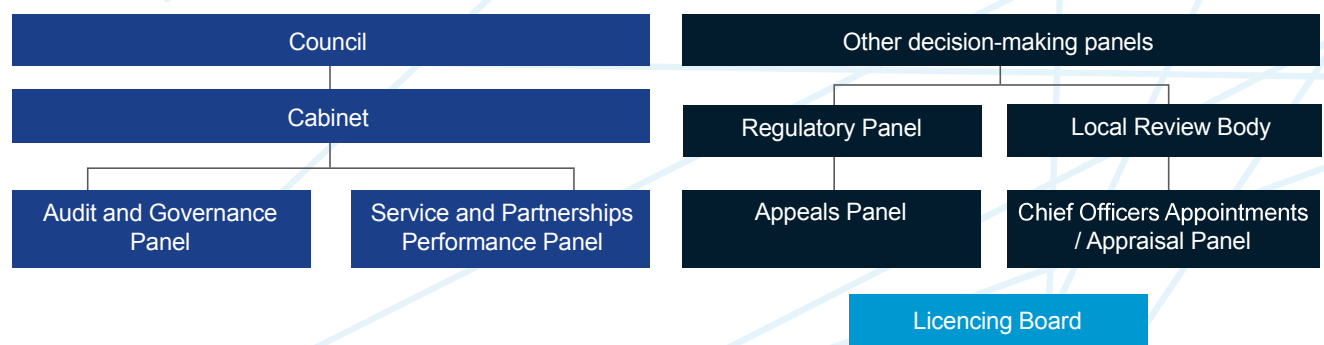 Council
Other decision-making panels
Cabinet
Regulatory Panel
Local Review Body
Audit and Governance
Panel
Service and Partnerships
Performance Panel
Appeals Panel
Chief Officers Appointments
/ Appraisal Panel
Licencing Board